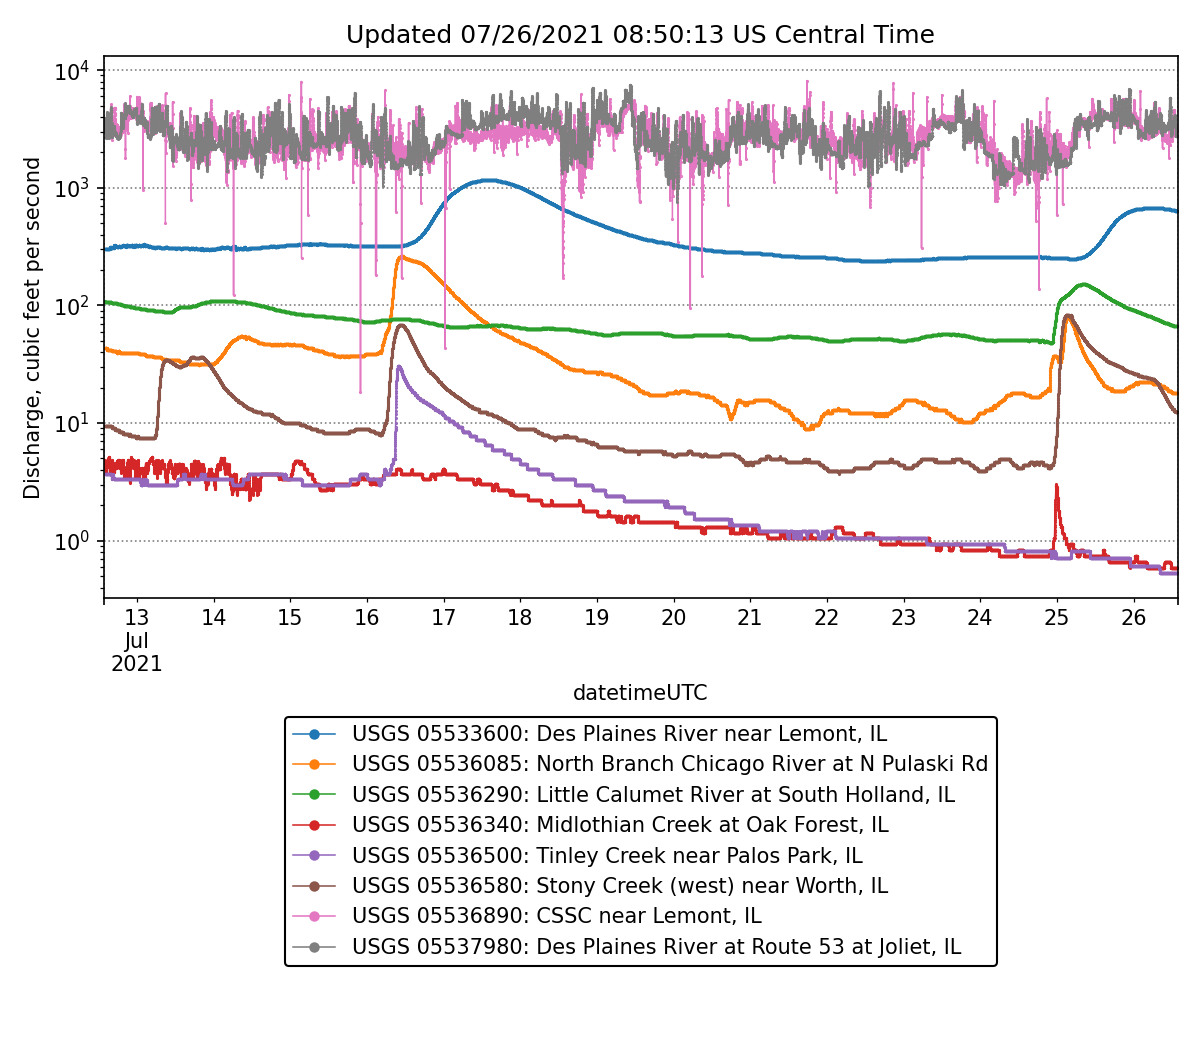 Updated 07/26/2021 08:50:13 US Central Time
Discharge, cubic feet per second
10^4
10^3
10^2
10^1
10^0
13 14 15 16 17 18 19 20 21 22 23 24 25 26
Jul
2021
datetimeUTC
USGS 05533600: Des Plaines River near Lemont, IL
USGS 05536085: North Branch Chicago River at N Pulaski Rd
USGS 05536290: Little Calumet River at South Holland, IL
USGS 05536340: Midlothian Creek at Oak Forest, IL
USGS 05536500: Tinley Creek near Palos Park, IL
USGS 05536580: Stony Creek (west) near Worth, IL
USGS 05536890: CSSC near Lemont, IL
USGS 05537980: Des Plaines River at Route 53 at Joliet, IL